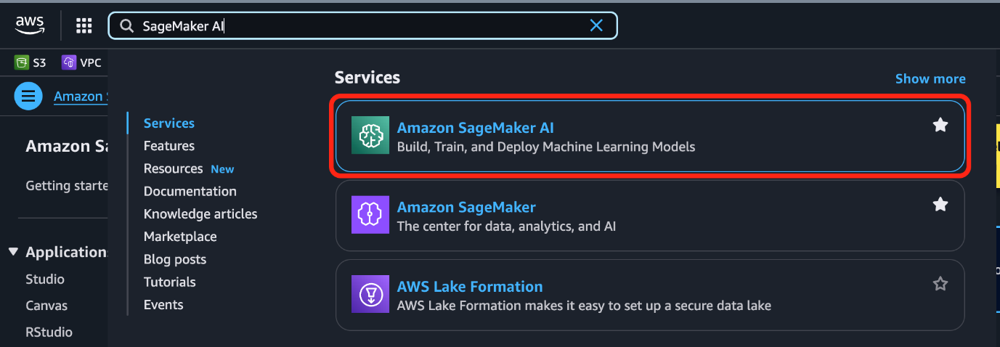 aws
SageMaker AI
S3
VPC
Amazon S
Amazon Sa
Getting starte
Applications
Studio
Canvas
RStudio
Services
Features
Resources New
Documentation
Knowledge articles
Marketplace
Blog posts
Tutorials
Events
Services
Show more
Amazon SageMaker AI
Build, Train, and Deploy Machine Learning Models
Amazon SageMaker
The center for data, analytics, and AI
AWS Lake Formation
AWS Lake Formation makes it easy to set up a secure data lake